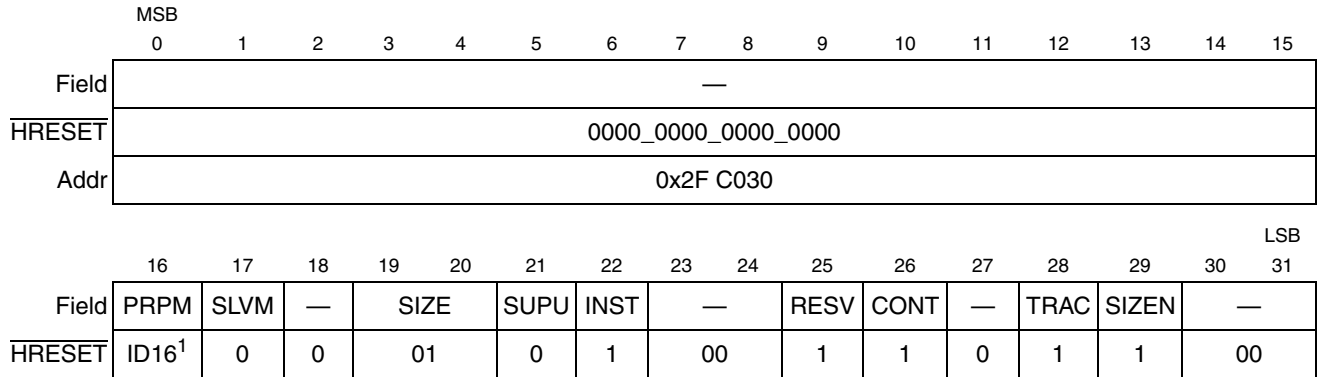 MSB
0 1 2 3 4 5 6 7 8 9 10 11 12 13 14 15
Field —
HRESET 0000_0000_0000_0000
Addr 0x2F C030
LSB
16 17 18 19 20 21 22 23 24 25 26 27 28 29 30 31
Field PRPM SLVM — SIZE SUPU INST — RESV CONT — TRAC SIZEN —
HRESET ID16¹ 0 0 01 0 1 00 1 1 0 1 1 00